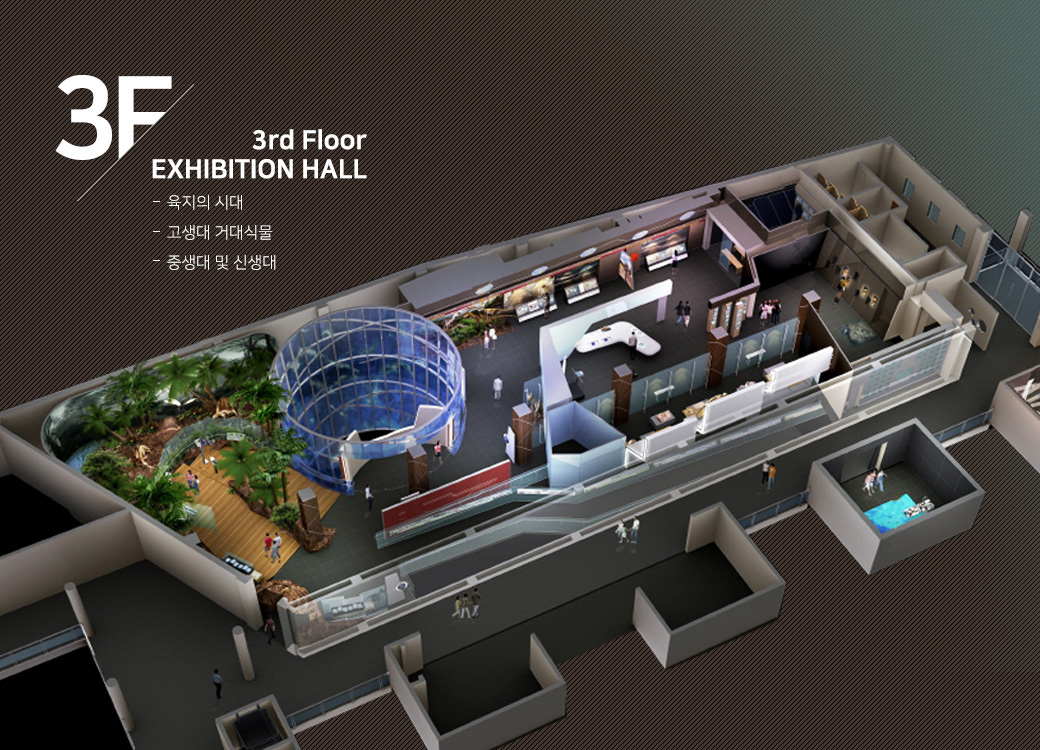 3F
3rd Floor
EXHIBITION HALL
- 육지의 시대
- 고생대 거대식물
- 중생대 및 신생대